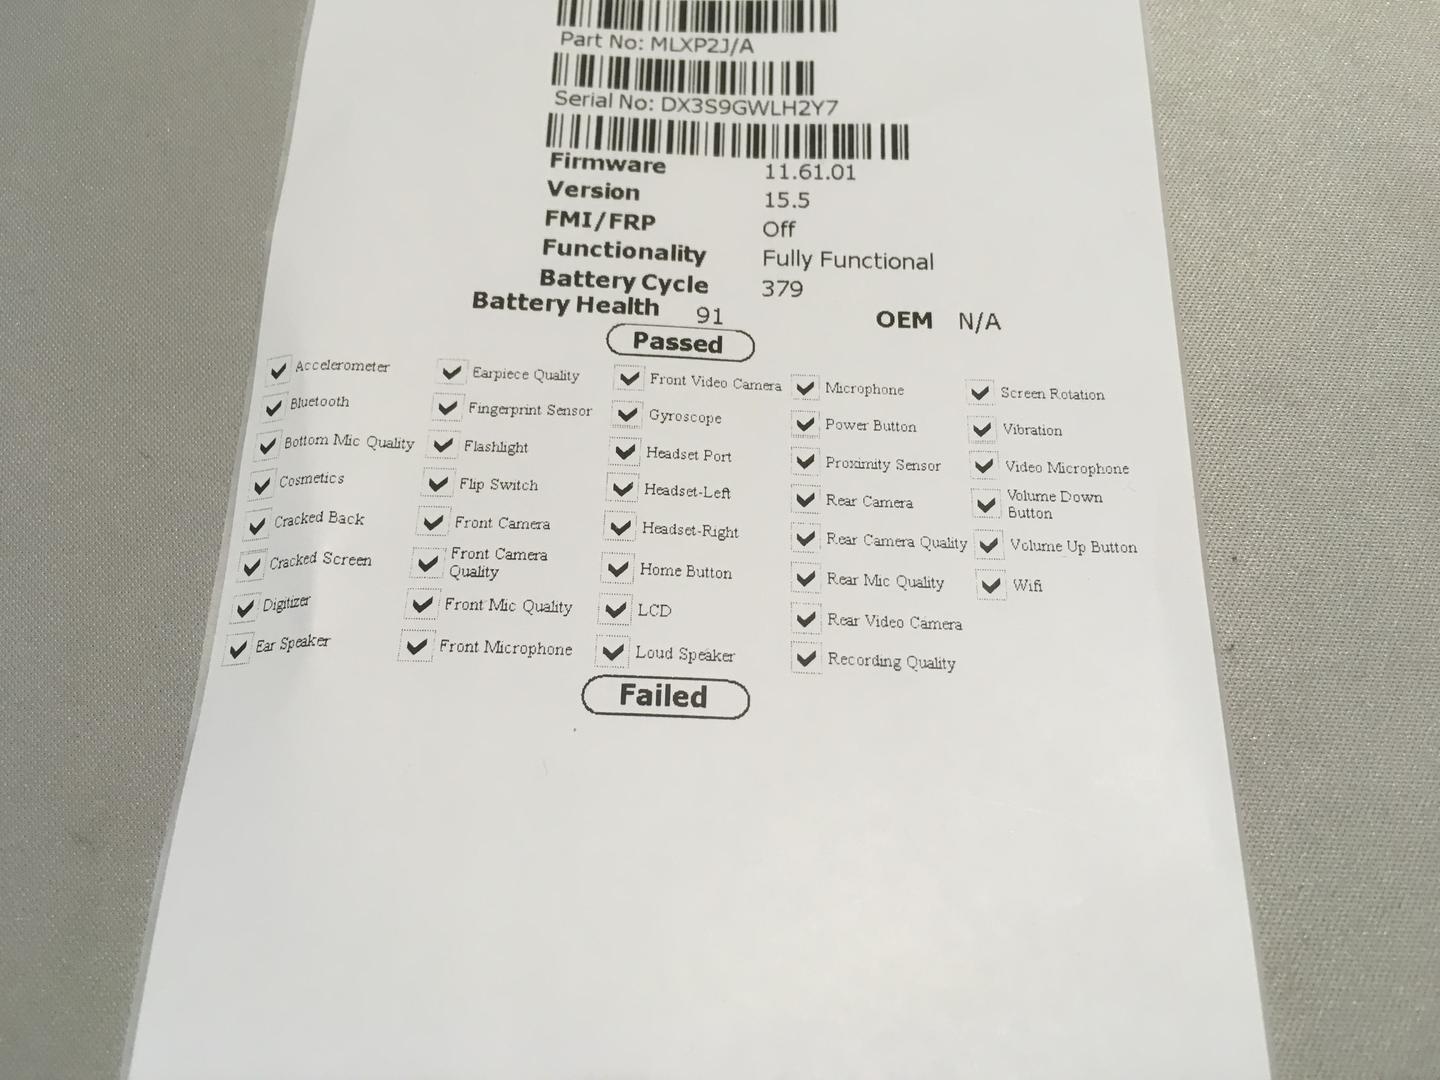 Part No: MLXP2J/A
Serial No: DX3S9GWLH2Y7
Firmware 11.61.01
Version 15.5
FMI/FRP Off
Functionality Fully Functional
Battery Cycle 379
Battery Health 91 OEM N/A
Passed
Accelerometer Earpiece Quality Front Video Camera Microphone Screen Rotation
Bluetooth Fingerprint Sensor Gyroscope Power Button Vibration
Bottom Mic Quality Flashlight Headset Port Proximity Sensor Video Microphone
Cosmetics Flip Switch Headset-Left Rear Camera Volume Down Button
Cracked Back Front Camera Headset-Right Rear Camera Quality Volume Up Button
Cracked Screen Front Camera Quality Home Button Rear Mic Quality Wifi
Digitizer Front Mic Quality LCD Rear Video Camera
Ear Speaker Front Microphone Loud Speaker Recording Quality
Failed